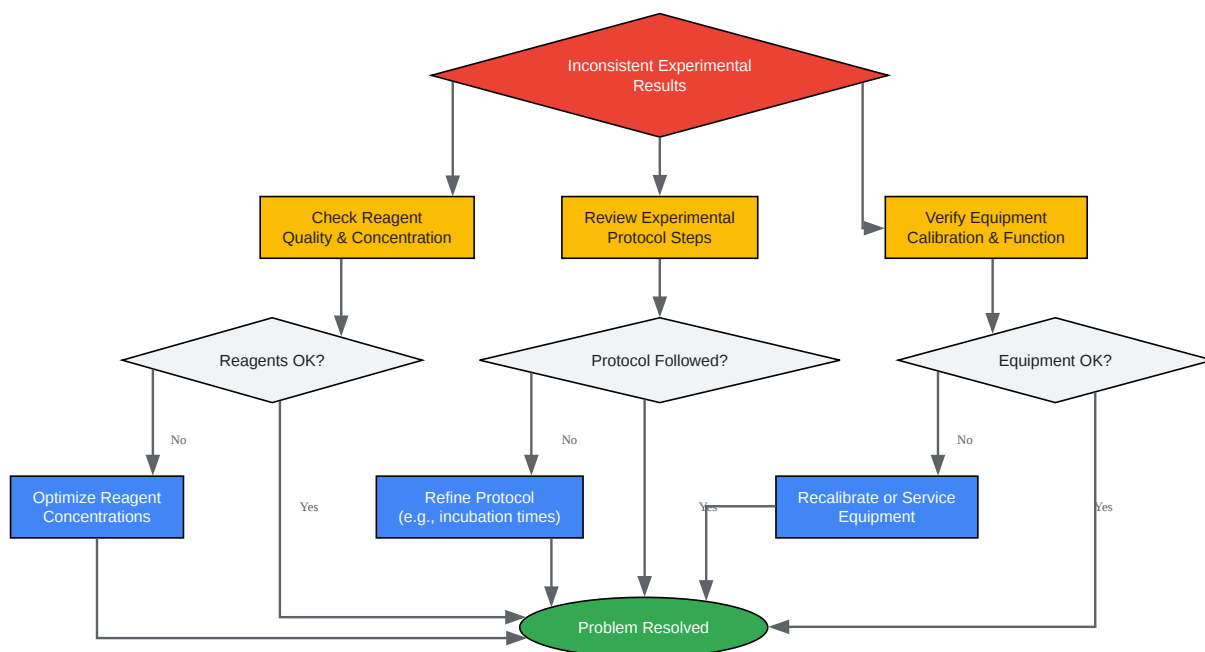 Inconsistent Experimental
Results
Check Reagent
Quality & Concentration
Review Experimental
Protocol Steps
Verify Equipment
Calibration & Function
Reagents OK?
Protocol Followed?
Equipment OK?
No
No
No
Optimize Reagent
Concentrations
Yes
Refine Protocol
(e.g., incubation times)
Yes
Recalibrate or Service
Equipment
Yes
Problem Resolved